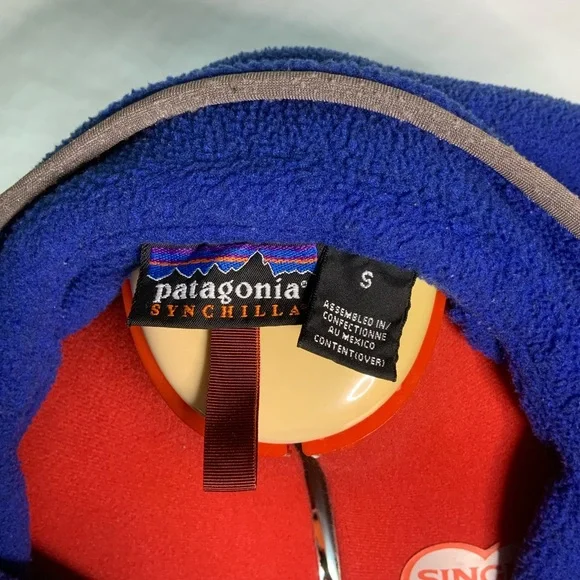 patagonia®
SYNCHILLA
S
ASSEMBLED IN/
CONFECTIONNE
AU MEXICO
CONTENT(OVER)